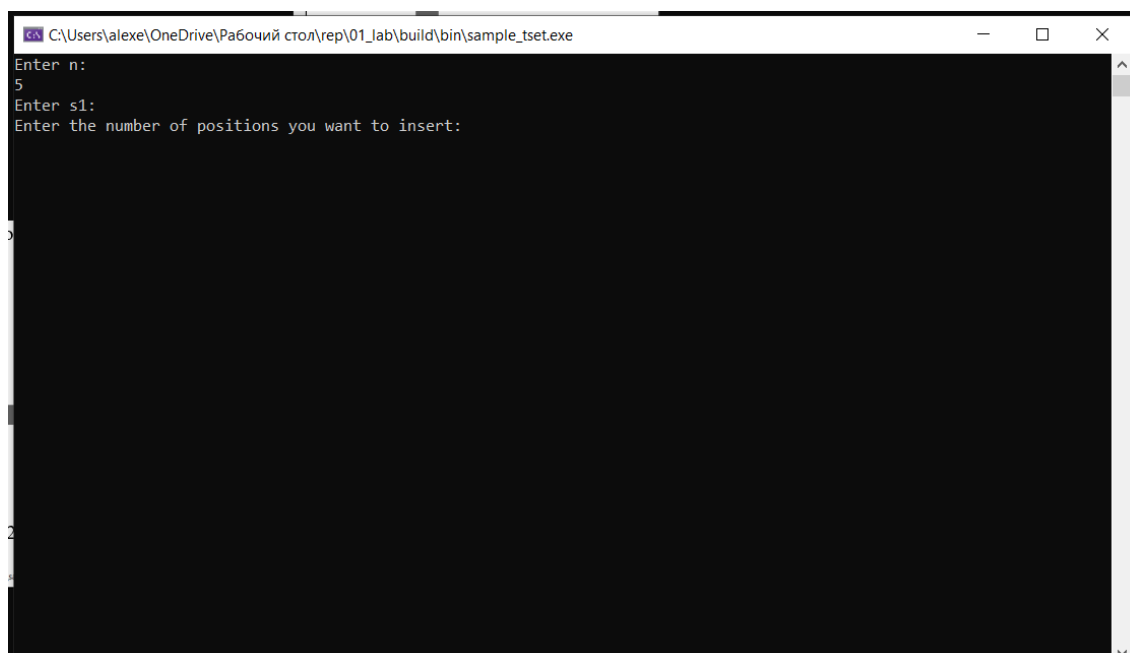 C:\Users\alexe\OneDrive\Рабочий стол\rep\01_lab\build\bin\sample_tset.exe
Enter n:
5
Enter s1:
Enter the number of positions you want to insert:
2